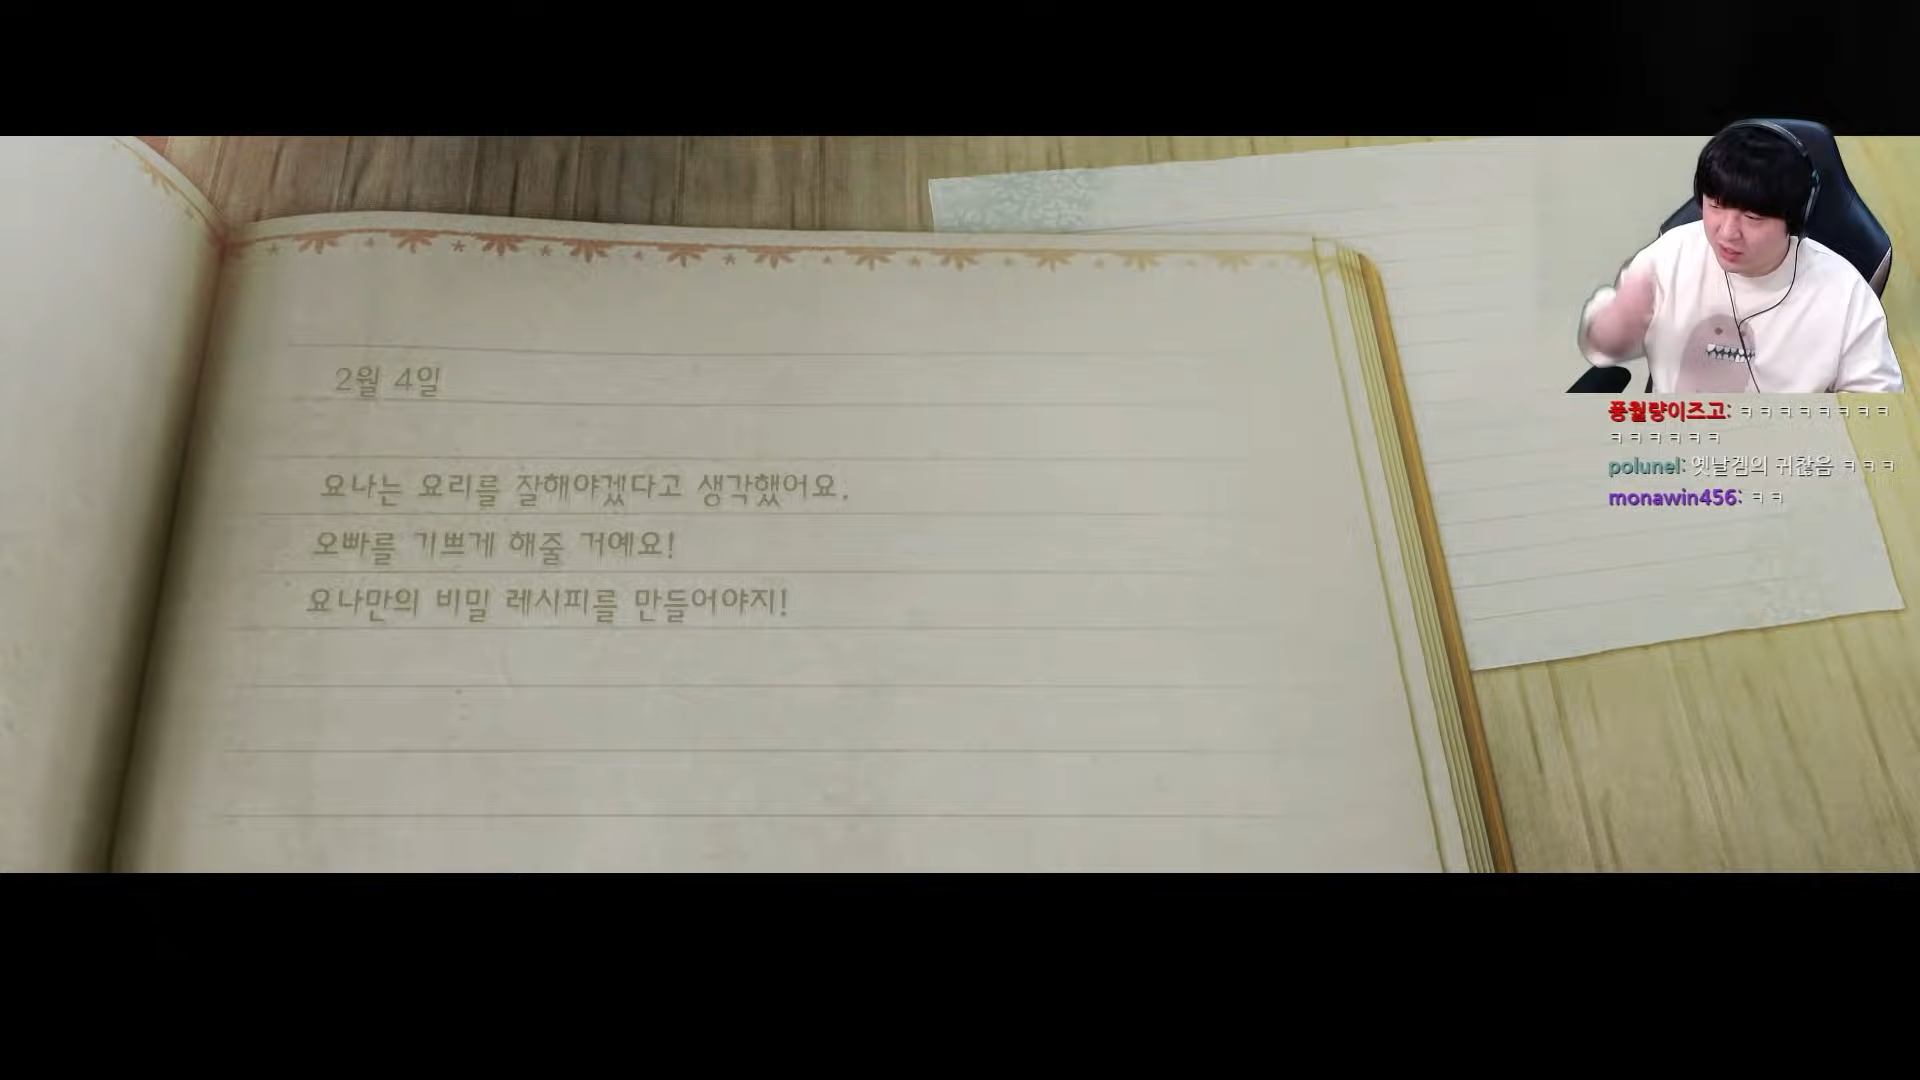 2월 4일
요나는 요리를 잘해야겠다고 생각했어요.
오빠를 기쁘게 해줄 거예요!
요나만의 비밀 레시피를 만들어야지!
풍월량이즈고: ㅋㅋㅋㅋㅋㅋㅋㅋ
ㅋㅋㅋㅋㅋㅋ
polunel: 옛날겜의 귀찮음 ㅋㅋㅋ
monawin456: ㅋㅋ